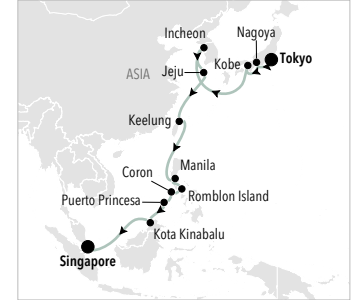 Incheon
Nagoya
Tokyo
Kobe
Jeju
ASIA
Keelung
Manila
Coron
Romblon Island
Puerto Princesa
Kota Kinabalu
Singapore